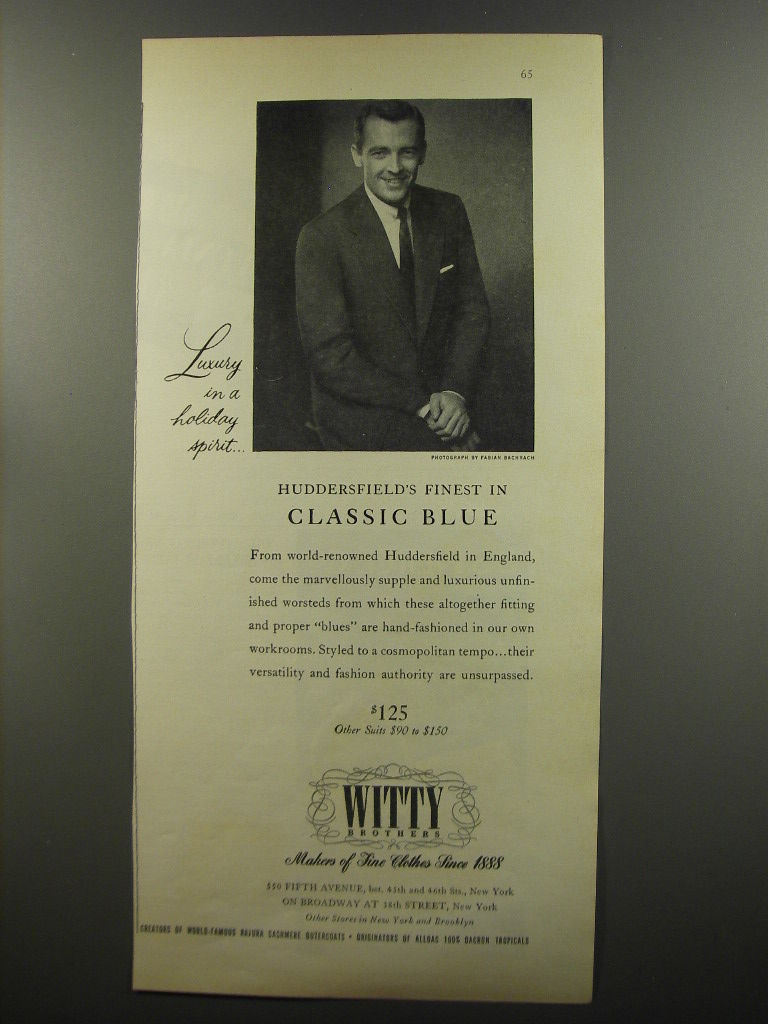 65
Luxury
in a
holiday
spirit...
PHOTOGRAPH BY FABIAN BACHRACH
HUDDERSFIELD'S FINEST IN
CLASSIC BLUE
From world-renowned Huddersfield in England,
come the marvellously supple and luxurious unfin-
ished worsteds from which these altogether fitting
and proper "blues" are hand-fashioned in our own
workrooms. Styled to a cosmopolitan tempo...their
versatility and fashion authority are unsurpassed.
$125
Other Suits $90 to $150
WITTY
BROTHERS
Makers of Fine Clothes Since 1888
550 FIFTH AVENUE, bet. 45th and 46th Sts., New York
ON BROADWAY AT 38th STREET, New York
Other Stores in New York and Brooklyn
CREATORS OF WORLD-FAMOUS RAJURA CASHMERE OUTERCOATS • ORIGINATORS OF ALLDAC 100% DACRON TROPICALS